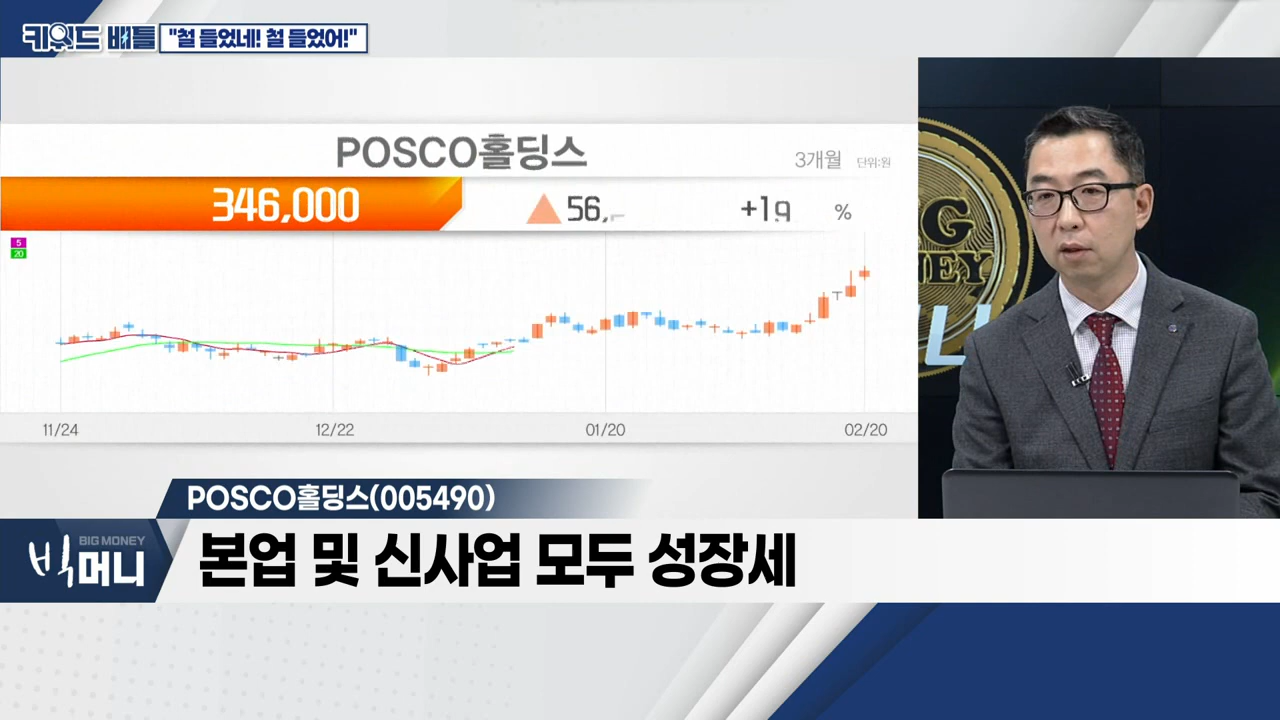 키워드 배틀 "철 들었네! 철 들었어!"
POSCO홀딩스
3개월 단위:원
346,000 ▲ 56, +19 %
5
20
11/24 12/22 01/20 02/20
POSCO홀딩스(005490)
BIG MONEY
빅머니
본업 및 신사업 모두 성장세